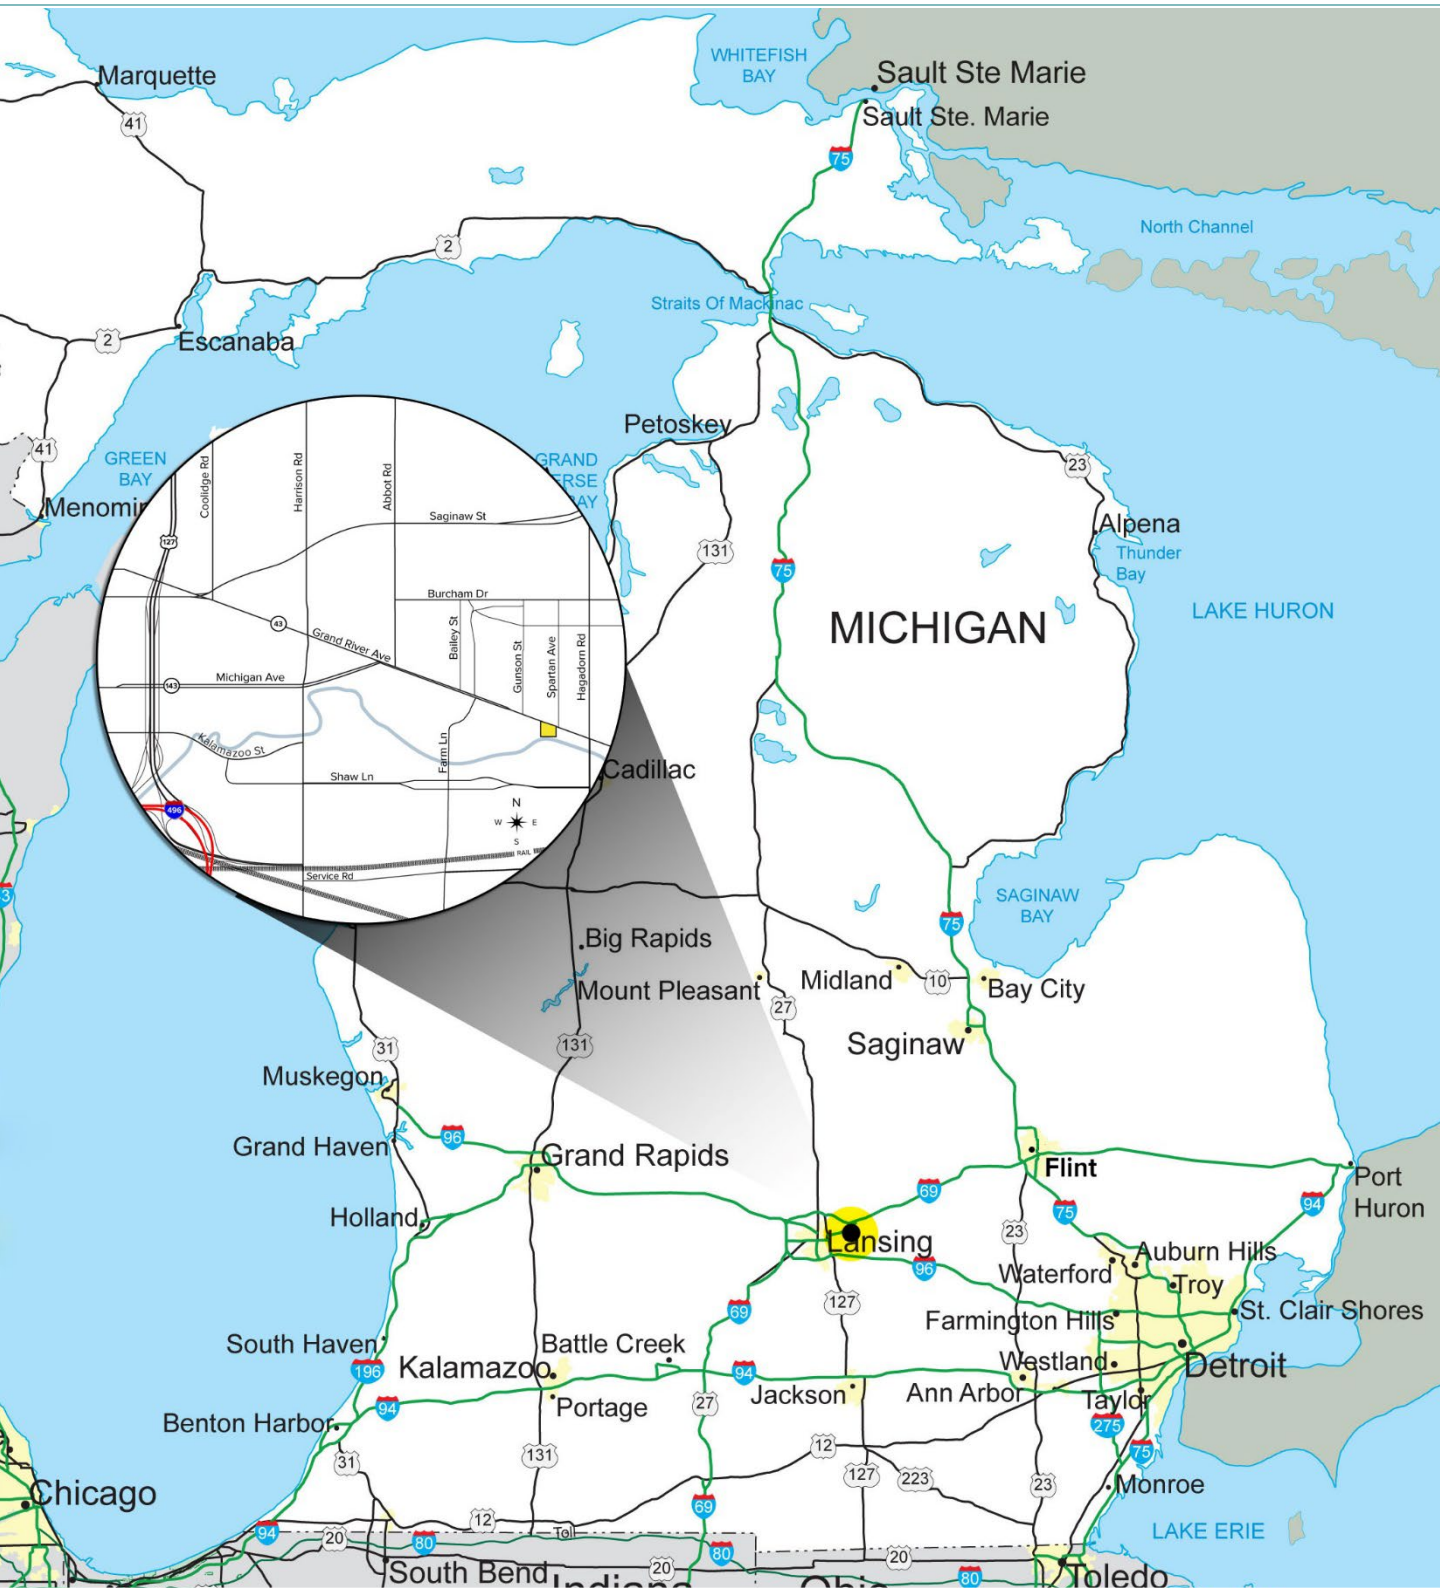 WHITEFISH
BAY
Sault Ste Marie
Sault Ste. Marie
Marquette
41
75
North Channel
2
Straits Of Mackinac
2
Escanaba
Petoskey
41
GREEN
BAY
GRAND
ERSE
AY
23
Menomin
Alpena
Thunder
Bay
131
75
MICHIGAN
LAKE HURON
Coolidge Rd
Harrison Rd
Abbot Rd
Saginaw St
127
Burcham Dr
43
Grand River Ave
Bailey St
Gunson St
Spartan Ave
Hagadorn Rd
Michigan Ave
143
Kalamazoo St
Farm Ln
Shaw Ln
496
N
W E
S
RAIL
Service Rd
Cadillac
3
SAGINAW
BAY
75
Big Rapids
Midland
10
Bay City
Mount Pleasant
27
Saginaw
31
131
Muskegon
96
Grand Haven
Grand Rapids
Flint
Port
Huron
69
94
75
Holland
23
Lansing
96
Auburn Hills
Waterford
Troy
127
69
Farmington Hills
St. Clair Shores
South Haven
Battle Creek
196
Kalamazoo
94
Westland
Detroit
Jackson
Ann Arbor
Taylor
94
Portage
27
Benton Harbor
275
12
75
31
131
127
223
23
Monroe
Chicago
69
12
LAKE ERIE
94
20
80
Tol
80
20
20
80
South Bend
Indiana
Ohio
Toledo